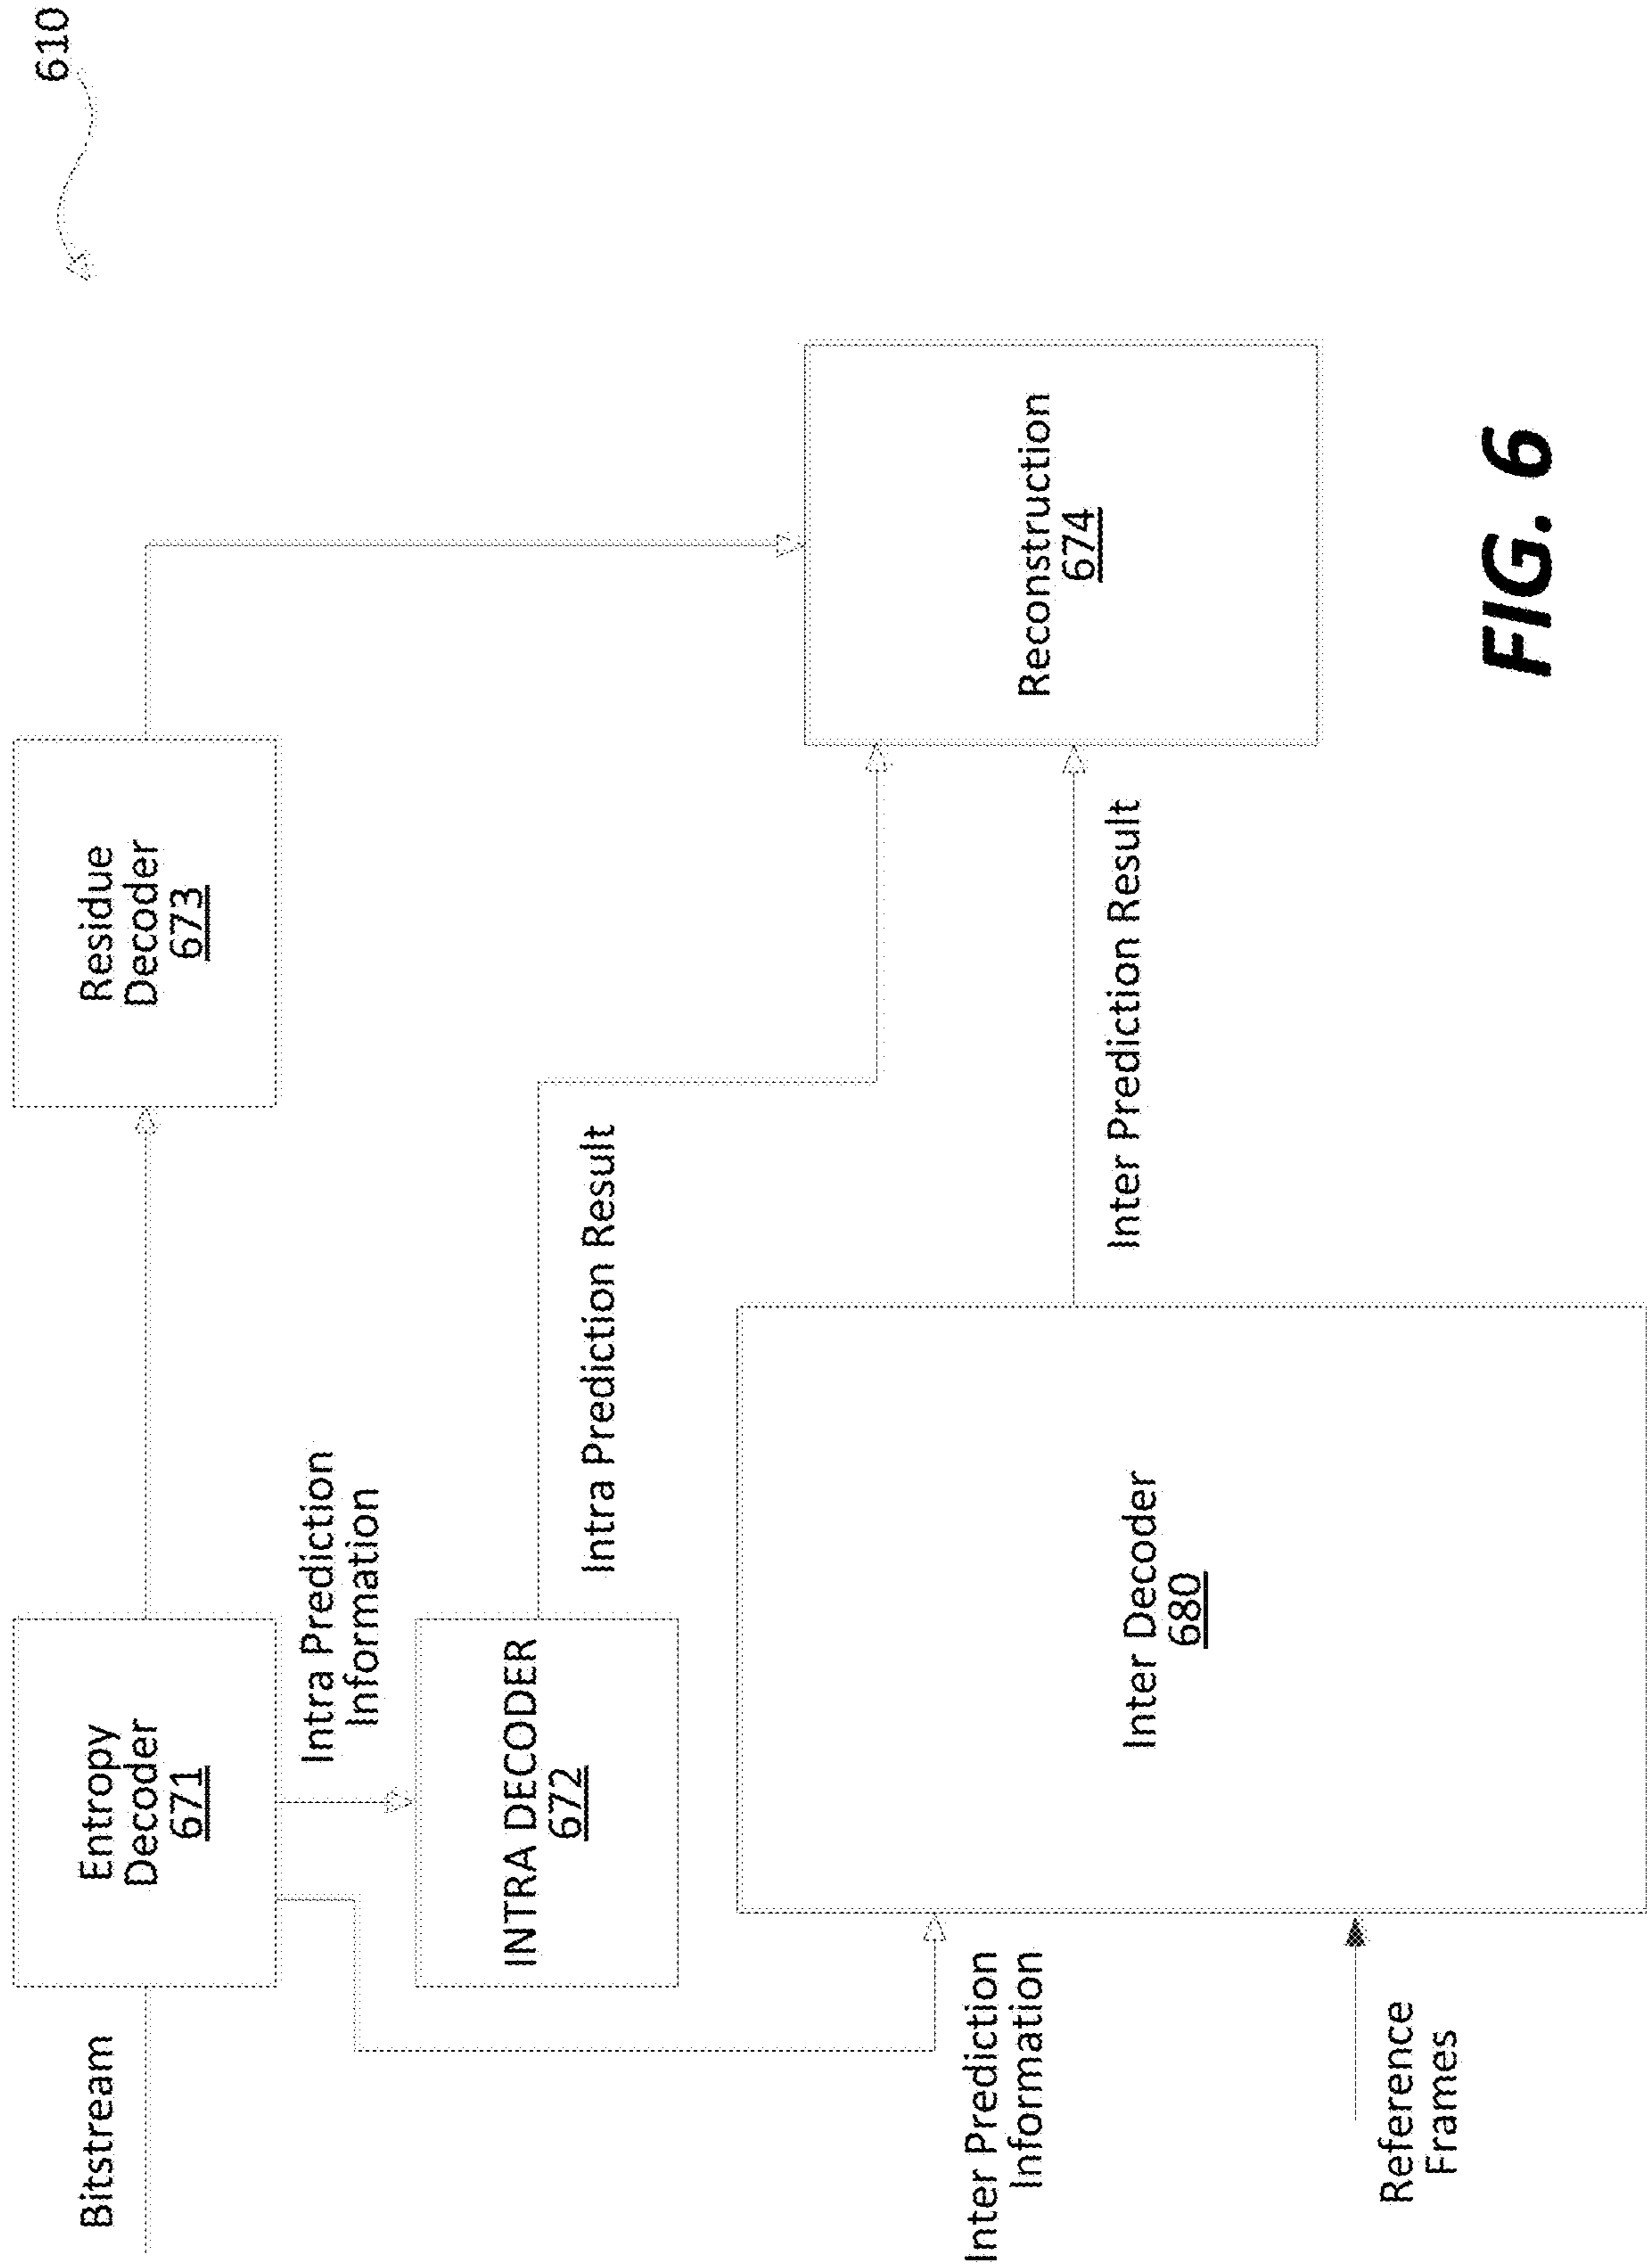 610
Bitstream
Entropy
Decoder
671
Residue
Decoder
673
Intra Prediction
Information
INTRA DECODER
672
Intra Prediction Result
Inter Prediction
Information
Inter Decoder
680
Inter Prediction Result
Reconstruction
674
Reference
Frames
FIG. 6